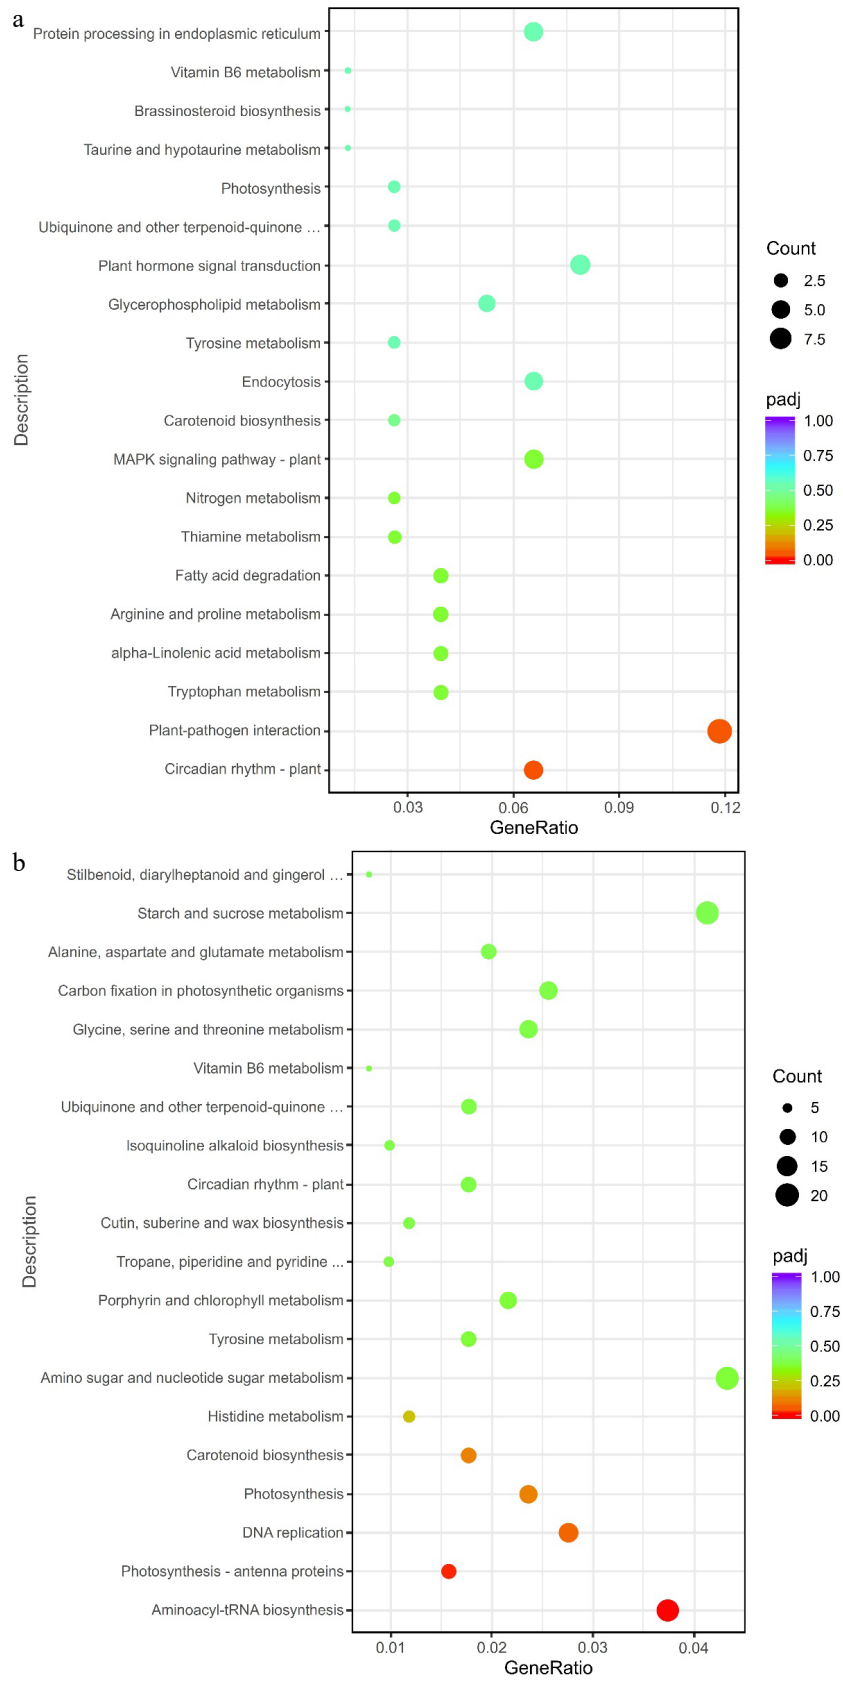 a
Protein processing in endoplasmic reticulum
Vitamin B6 metabolism
Brassinosteroid biosynthesis
Taurine and hypotaurine metabolism
Photosynthesis
Ubiquinone and other terpenoid-quinone …
Plant hormone signal transduction
Glycerophospholipid metabolism
Tyrosine metabolism
Endocytosis
Carotenoid biosynthesis
MAPK signaling pathway - plant
Nitrogen metabolism
Thiamine metabolism
Fatty acid degradation
Arginine and proline metabolism
alpha-Linolenic acid metabolism
Tryptophan metabolism
Plant-pathogen interaction
Circadian rhythm - plant
Description
0.03 0.06 0.09 0.12
GeneRatio
Count
2.5
5.0
7.5
padj
1.00
0.75
0.50
0.25
0.00
b
Stilbenoid, diarylheptanoid and gingerol …
Starch and sucrose metabolism
Alanine, aspartate and glutamate metabolism
Carbon fixation in photosynthetic organisms
Glycine, serine and threonine metabolism
Vitamin B6 metabolism
Ubiquinone and other terpenoid-quinone …
Isoquinoline alkaloid biosynthesis
Circadian rhythm - plant
Cutin, suberine and wax biosynthesis
Tropane, piperidine and pyridine …
Porphyrin and chlorophyll metabolism
Tyrosine metabolism
Amino sugar and nucleotide sugar metabolism
Histidine metabolism
Carotenoid biosynthesis
Photosynthesis
DNA replication
Photosynthesis - antenna proteins
Aminoacyl-tRNA biosynthesis
Description
0.01 0.02 0.03 0.04
GeneRatio
Count
5
10
15
20
padj
1.00
0.75
0.50
0.25
0.00